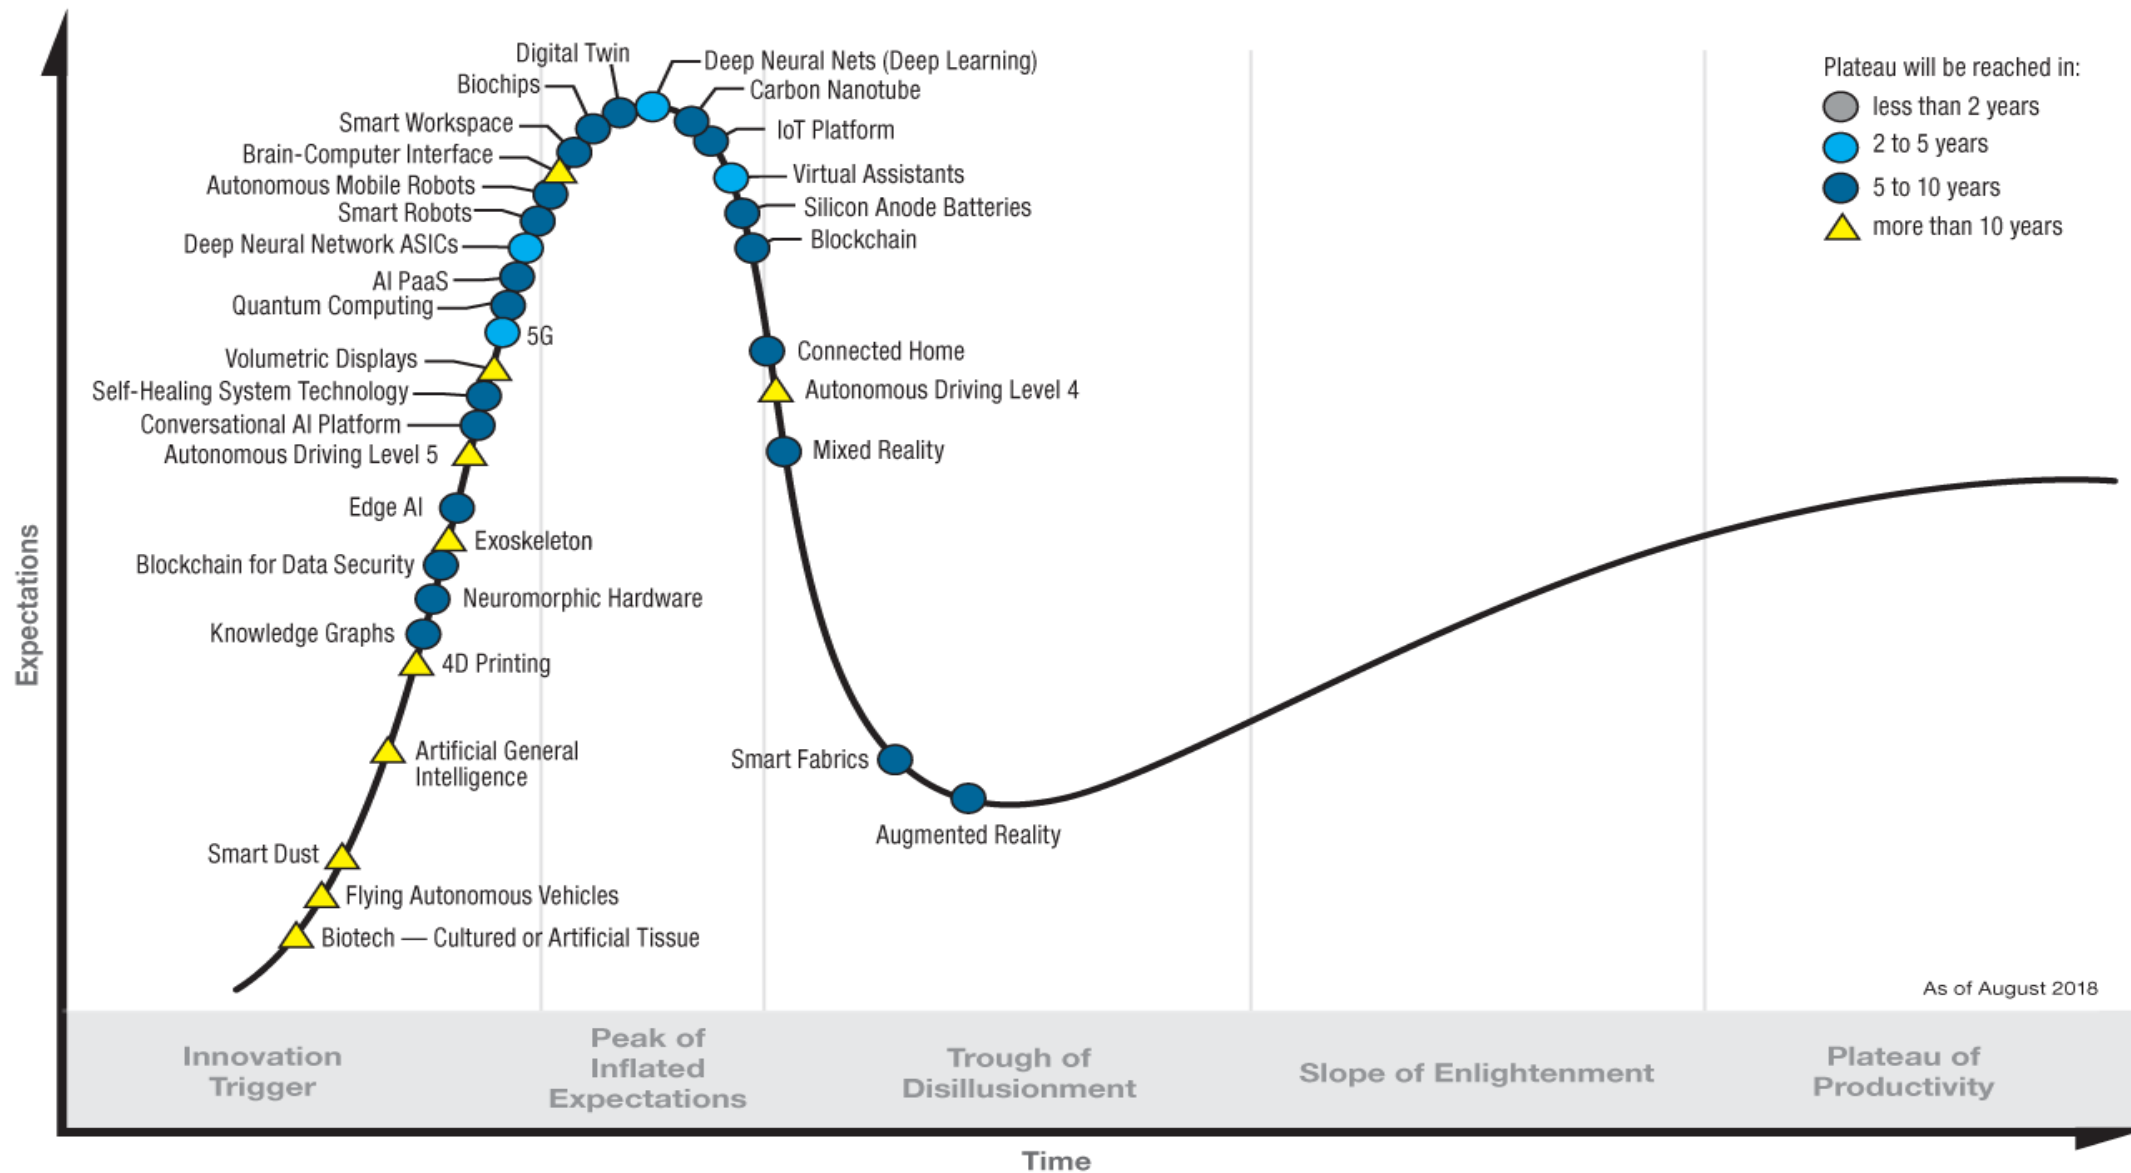 Digital Twin
Biochips
Smart Workspace
Brain-Computer Interface
Autonomous Mobile Robots
Smart Robots
Deep Neural Network ASICs
AI PaaS
Quantum Computing
5G
Volumetric Displays
Self-Healing System Technology
Conversational AI Platform
Autonomous Driving Level 5
Edge AI
Exoskeleton
Blockchain for Data Security
Neuromorphic Hardware
Knowledge Graphs
4D Printing
Artificial General
Intelligence
Smart Dust
Flying Autonomous Vehicles
Biotech — Cultured or Artificial Tissue
Deep Neural Nets (Deep Learning)
Carbon Nanotube
IoT Platform
Virtual Assistants
Silicon Anode Batteries
Blockchain
Connected Home
Autonomous Driving Level 4
Mixed Reality
Smart Fabrics
Augmented Reality
Plateau will be reached in:
less than 2 years
2 to 5 years
5 to 10 years
more than 10 years
As of August 2018
Expectations
Innovation
Trigger
Peak of
Inflated
Expectations
Trough of
Disillusionment
Slope of Enlightenment
Plateau of
Productivity
Time